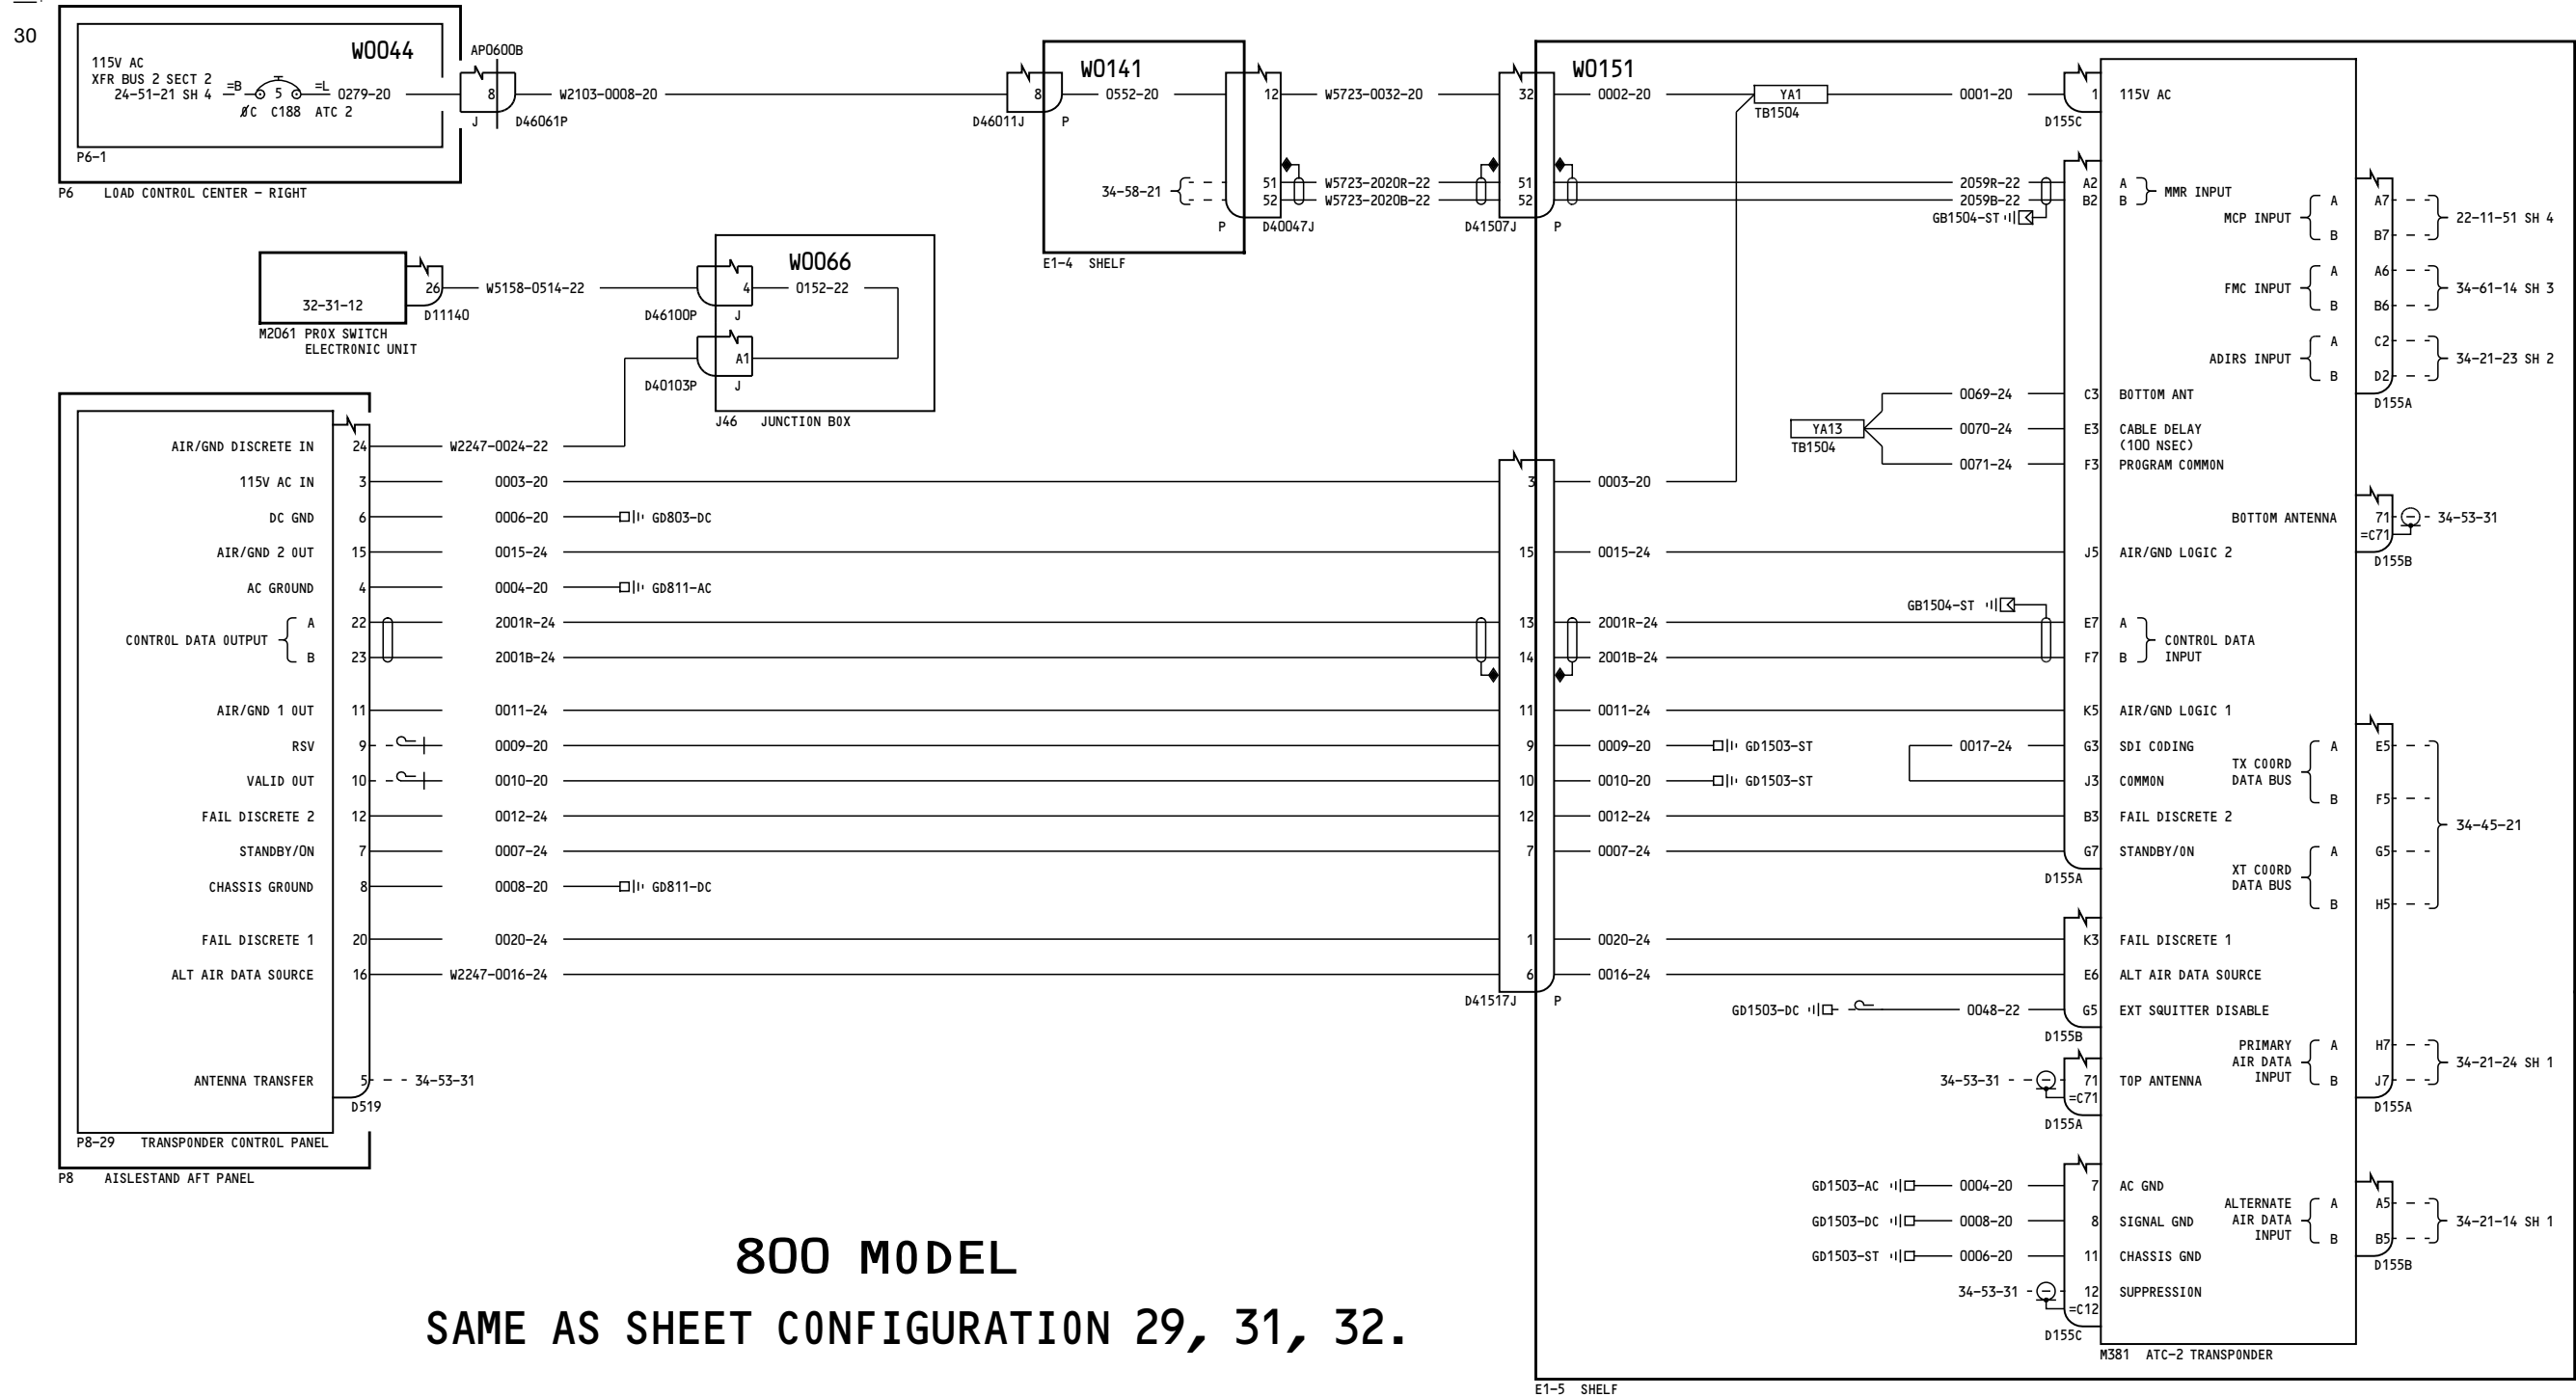 30
W0044
115V AC
XFR BUS 2 SECT 2
24-51-21 SH 4
=B
5
=L
0279-20
ØC C188 ATC 2
P6-1
P6 LOAD CONTROL CENTER - RIGHT
AP0600B
8
J
D46061P
W2103-0008-20
D46011J
8
P
W0141
0552-20
12
34-58-21
51
52
P
D40047J
E1-4 SHELF
W5723-0032-20
W5723-2020R-22
W5723-2020B-22
32
51
52
D41507J
P
W0151
0002-20
YA1
TB1504
0001-20
1
115V AC
D155C
2059R-22
A2
A
2059B-22
B2
B
MMR INPUT
GB1504-ST
32-31-12
26
D11140
M2061 PROX SWITCH
ELECTRONIC UNIT
W5158-0514-22
W0066
4
0152-22
D46100P
J
A1
D40103P
J
J46 JUNCTION BOX
MCP INPUT
A
A7
B
B7
22-11-51 SH 4
FMC INPUT
A
A6
B
B6
34-61-14 SH 3
ADIRS INPUT
A
C2
B
D2
34-21-23 SH 2
D155A
YA13
TB1504
0069-24
C3
BOTTOM ANT
0070-24
E3
CABLE DELAY
(100 NSEC)
0071-24
F3
PROGRAM COMMON
AIR/GND DISCRETE IN
24
W2247-0024-22
115V AC IN
3
0003-20
3
0003-20
DC GND
6
0006-20
GD803-DC
BOTTOM ANTENNA
71
34-53-31
=C71
D155B
AIR/GND 2 OUT
15
0015-24
15
0015-24
J5
AIR/GND LOGIC 2
AC GROUND
4
0004-20
GD811-AC
GB1504-ST
CONTROL DATA OUTPUT
A
22
2001R-24
13
2001R-24
E7
A
B
23
2001B-24
14
2001B-24
F7
B
CONTROL DATA
INPUT
AIR/GND 1 OUT
11
0011-24
11
0011-24
K5
AIR/GND LOGIC 1
RSV
9
0009-20
9
0009-20
GD1503-ST
0017-24
G3
SDI CODING
VALID OUT
10
0010-20
10
0010-20
GD1503-ST
J3
COMMON
TX COORD
DATA BUS
A
E5
B
F5
FAIL DISCRETE 2
12
0012-24
12
0012-24
B3
FAIL DISCRETE 2
34-45-21
STANDBY/ON
7
0007-24
7
0007-24
G7
STANDBY/ON
D155A
XT COORD
DATA BUS
A
G5
B
H5
CHASSIS GROUND
8
0008-20
GD811-DC
FAIL DISCRETE 1
20
0020-24
1
0020-24
K3
FAIL DISCRETE 1
ALT AIR DATA SOURCE
16
W2247-0016-24
6
0016-24
E6
ALT AIR DATA SOURCE
D41517J
P
GD1503-DC
0048-22
G5
EXT SQUITTER DISABLE
D155B
PRIMARY
AIR DATA
INPUT
A
H7
B
J7
34-21-24 SH 1
D155A
ANTENNA TRANSFER
5
34-53-31
D519
34-53-31
71
TOP ANTENNA
=C71
D155A
P8-29 TRANSPONDER CONTROL PANEL
P8 AISLESTAND AFT PANEL
GD1503-AC
0004-20
7
AC GND
GD1503-DC
0008-20
8
SIGNAL GND
GD1503-ST
0006-20
11
CHASSIS GND
34-53-31
12
SUPPRESSION
=C12
D155C
ALTERNATE
AIR DATA
INPUT
A
A5
B
B5
34-21-14 SH 1
D155B
M381 ATC-2 TRANSPONDER
E1-5 SHELF
800 MODEL
SAME AS SHEET CONFIGURATION 29, 31, 32.